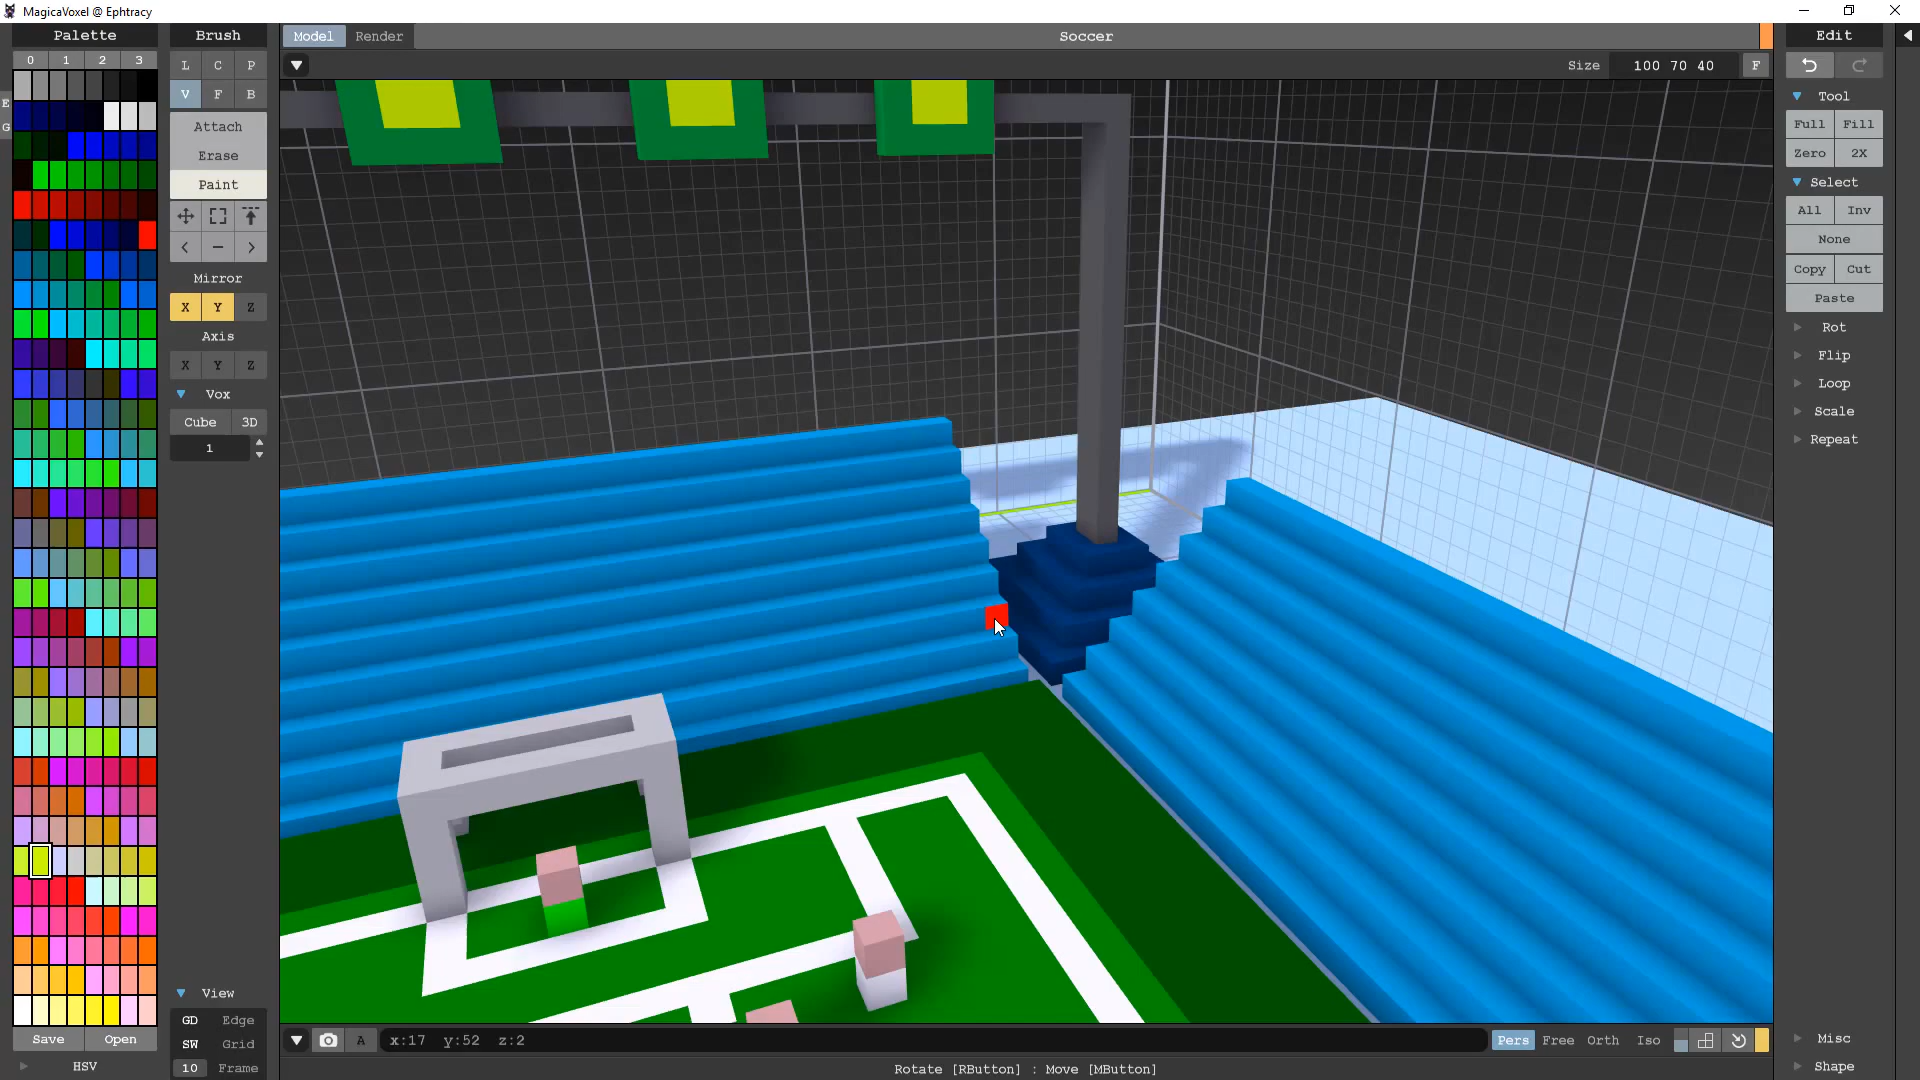 MagicaVoxel @ Ephtracy
Palette
Brush
Model Render
Soccer
Edit
0 1 2 3
L C P
Size 100 70 40 F
V F B
E
G
Tool
Attach
Full Fill
Erase
Zero 2X
Paint
Select
All Inv
None
Mirror
Copy Cut
X Y Z
Paste
Axis
Rot
X Y Z
Flip
Vox
Loop
Cube 3D
Scale
1
Repeat
View
GD Edge
Save Open
SW Grid
A x:17 y:52 z:2
Pers Free Orth Iso
Misc
HSV
10 Frame
Rotate [RButton] : Move [MButton]
Shape